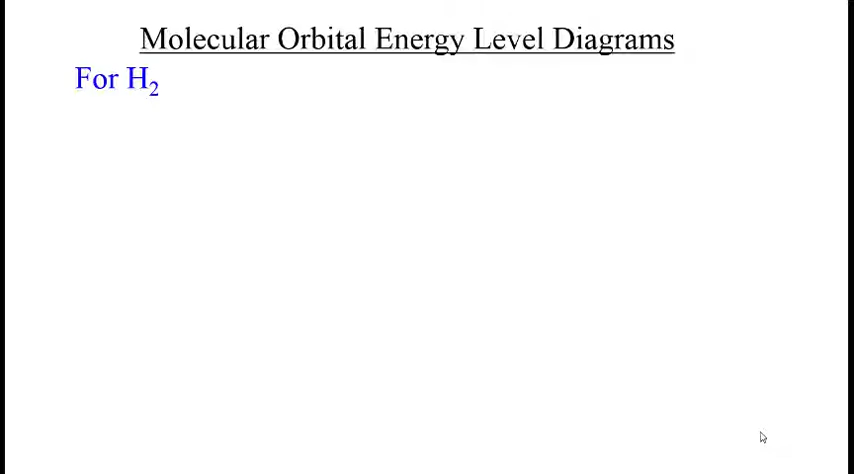 Molecular Orbital Energy Level Diagrams
For H₂